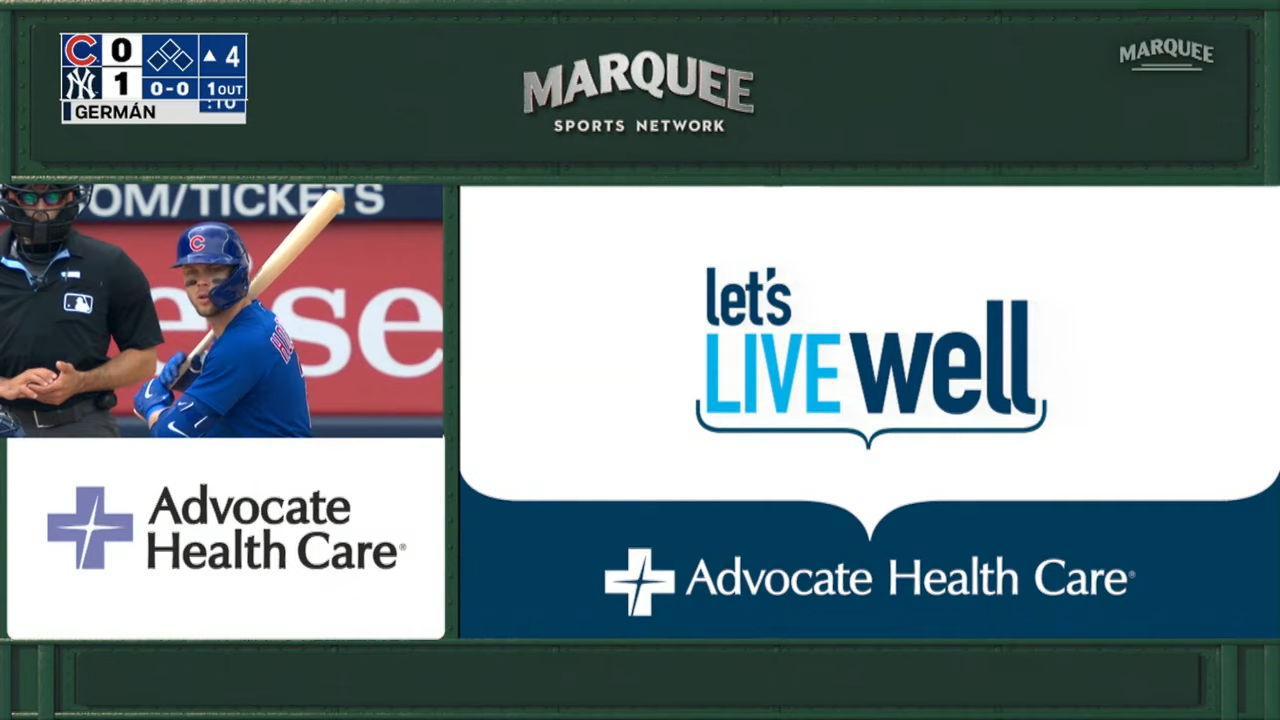 C 0 ▲ 4
NY 1 0-0 1 OUT
GERMÁN :10
MARQUEE
SPORTS NETWORK
MARQUEE
OM/TICKETS
C
ese
HO
Advocate
Health Care®
let's
LIVE well
Advocate Health Care®